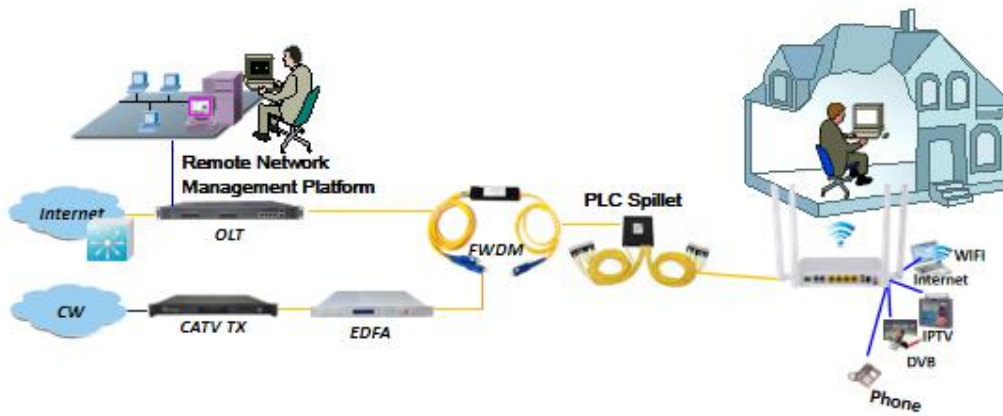 Remote Network
Management Platform
Internet
OLT
FWDM
PLC Spillet
CW
CATV TX
EDFA
WIFI
Internet
IPTV
DVB
Phone